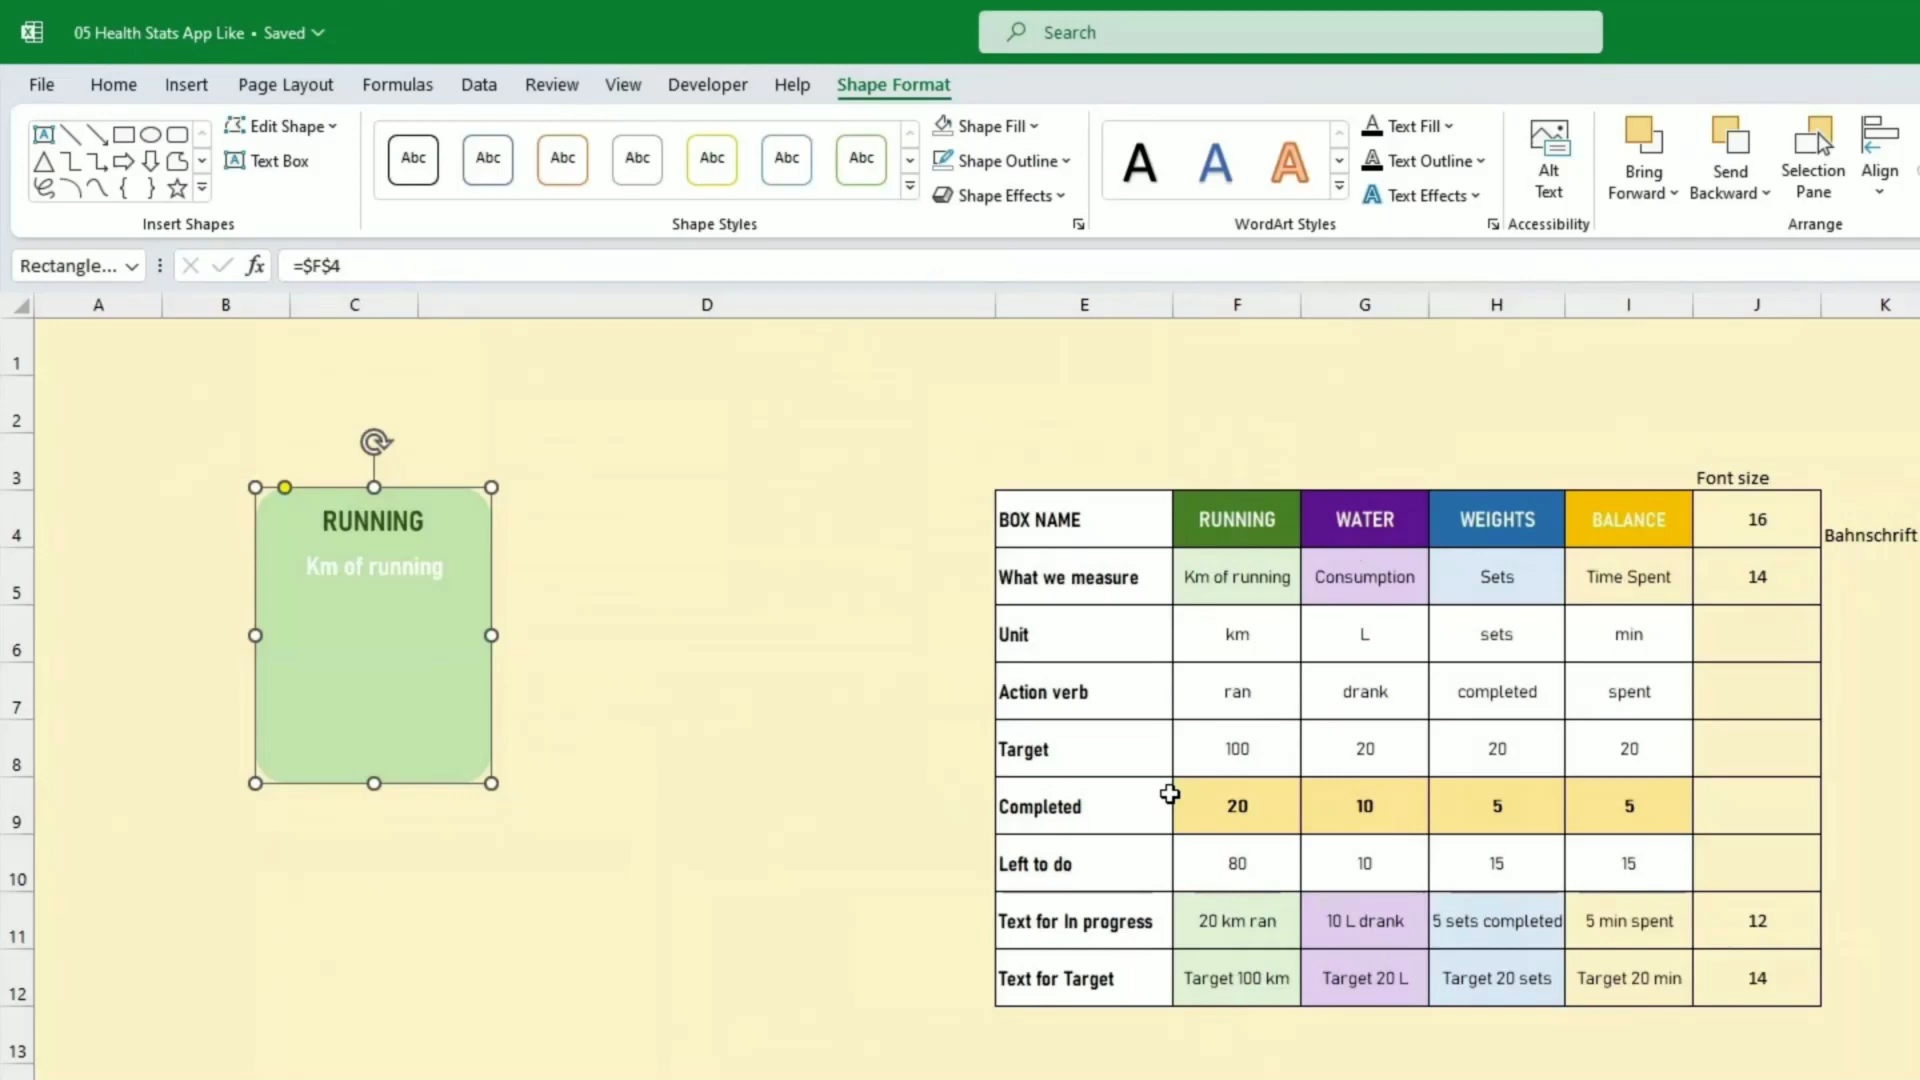 05 Health Stats App Like • Saved
Search
File Home Insert Page Layout Formulas Data Review View Developer Help Shape Format
Edit Shape
Text Box
Insert Shapes
Abc Abc Abc Abc Abc Abc Abc
Shape Styles
Shape Fill
Shape Outline
Shape Effects
A A A
WordArt Styles
Text Fill
Text Outline
Text Effects
Alt Text
Accessibility
Bring Forward
Send Backward
Selection Pane
Align
Arrange
Rectangle... fx =$F$4
A B C D E F G H I J K
1
2
3
4
5
6
7
8
9
10
11
12
13
RUNNING
Km of running
Font size
BOX NAME RUNNING WATER WEIGHTS BALANCE 16 Bahnschrift
What we measure Km of running Consumption Sets Time Spent 14
Unit km L sets min
Action verb ran drank completed spent
Target 100 20 20 20
Completed 20 10 5 5
Left to do 80 10 15 15
Text for In progress 20 km ran 10 L drank 5 sets completed 5 min spent 12
Text for Target Target 100 km Target 20 L Target 20 sets Target 20 min 14